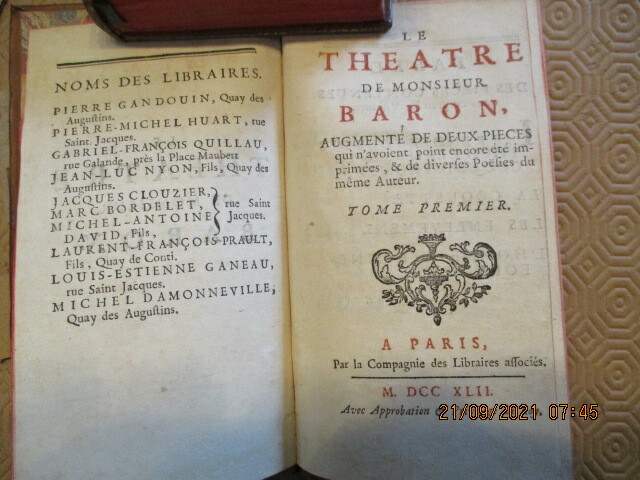 NOMS DES LIBRAIRES.
PIERRE GANDOUIN, Quay des
Augustins.
PIERRE-MICHEL HUART, rue
Saint Jacques.
GABRIEL-FRANÇOIS QUILLAU,
rue Galande, près la Place Maubert
JEAN-LUC NYON, Fils, Quay des
Augustins.
JACQUES CLOUZIER,
MARC BORDELET,
MICHEL-ANTOINE
DAVID, Fils,
rue Saint
Jacques.
LAURENT-FRANÇOIS PRAULT,
Fils, Quay de Conti.
LOUIS-ESTIENNE GANEAU,
rue Saint Jacques.
MICHEL DAMONNEVILLE,
Quay des Augustins.
LE
THEATRE
DE MONSIEUR
BARON,
AUGMENTÉ DE DEUX PIECES
qui n'avoient point encore été im-
primées, & de diverses Poësies du
même Auteur.
TOME PREMIER.
A PARIS,
Par la Compagnie des Libraires associés.
M. DCC XLII.
Avec Approbation
21/09/2021 07:45